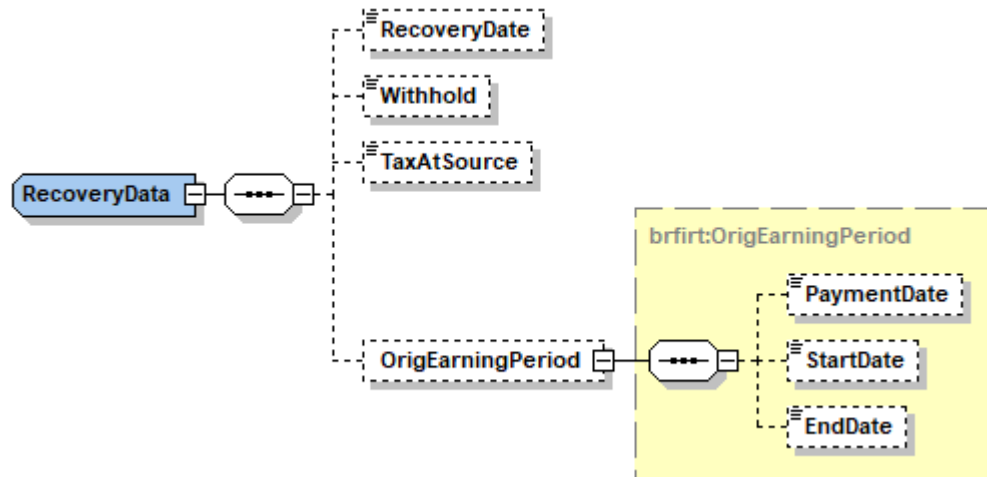 RecoveryDate
Withhold
TaxAtSource
RecoveryData
brfirt:OrigEarningPeriod
PaymentDate
OrigEarningPeriod
StartDate
EndDate